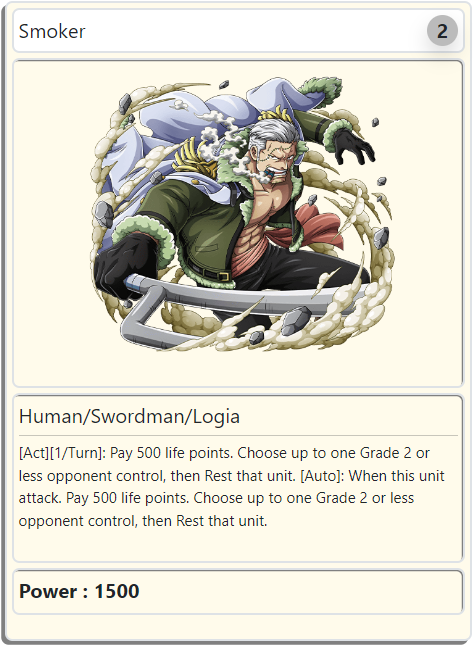 Smoker
2
Human/Swordman/Logia
[Act][1/Turn]: Pay 500 life points. Choose up to one Grade 2 or
less opponent control, then Rest that unit. [Auto]: When this unit
attack. Pay 500 life points. Choose up to one Grade 2 or less
opponent control, then Rest that unit.
Power : 1500